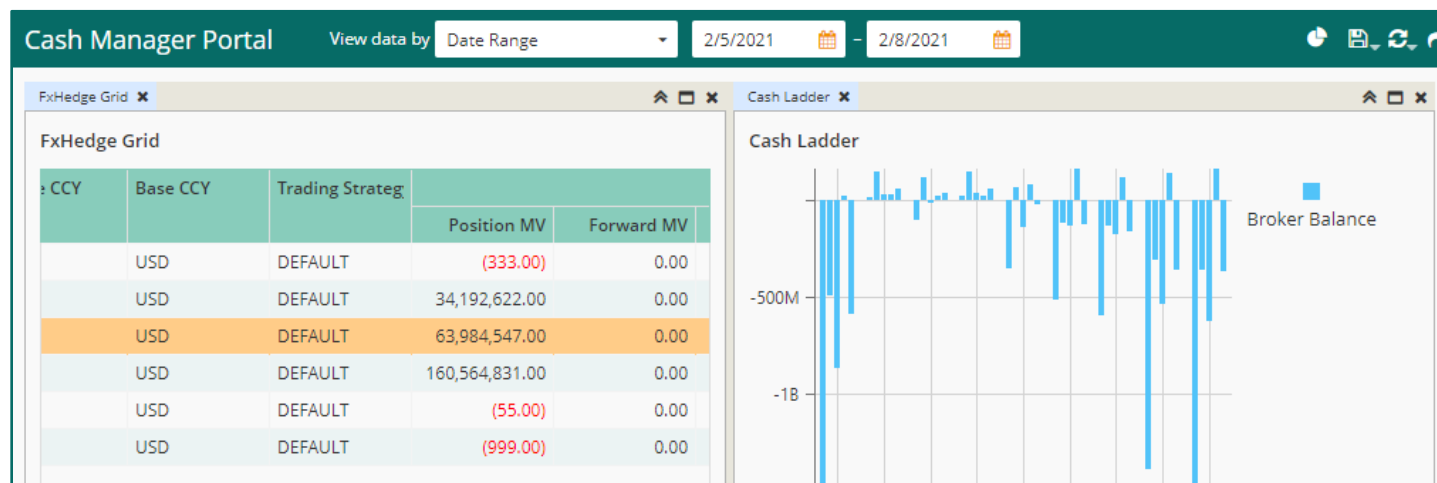 Cash Manager Portal View data by Date Range 2/5/2021 – 2/8/2021
FxHedge Grid
Cash Ladder
FxHedge Grid
CCY Base CCY Trading Strateg
Position MV Forward MV
USD DEFAULT (333.00) 0.00
USD DEFAULT 34,192,622.00 0.00
USD DEFAULT 63,984,547.00 0.00
USD DEFAULT 160,564,831.00 0.00
USD DEFAULT (55.00) 0.00
USD DEFAULT (999.00) 0.00
Cash Ladder
Broker Balance
-500M
-1B